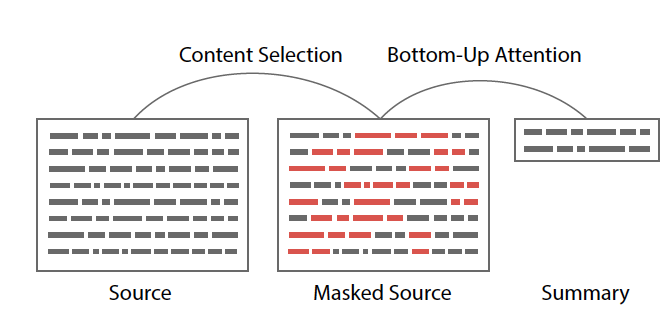 Content Selection
Bottom-Up Attention
Source
Masked Source
Summary